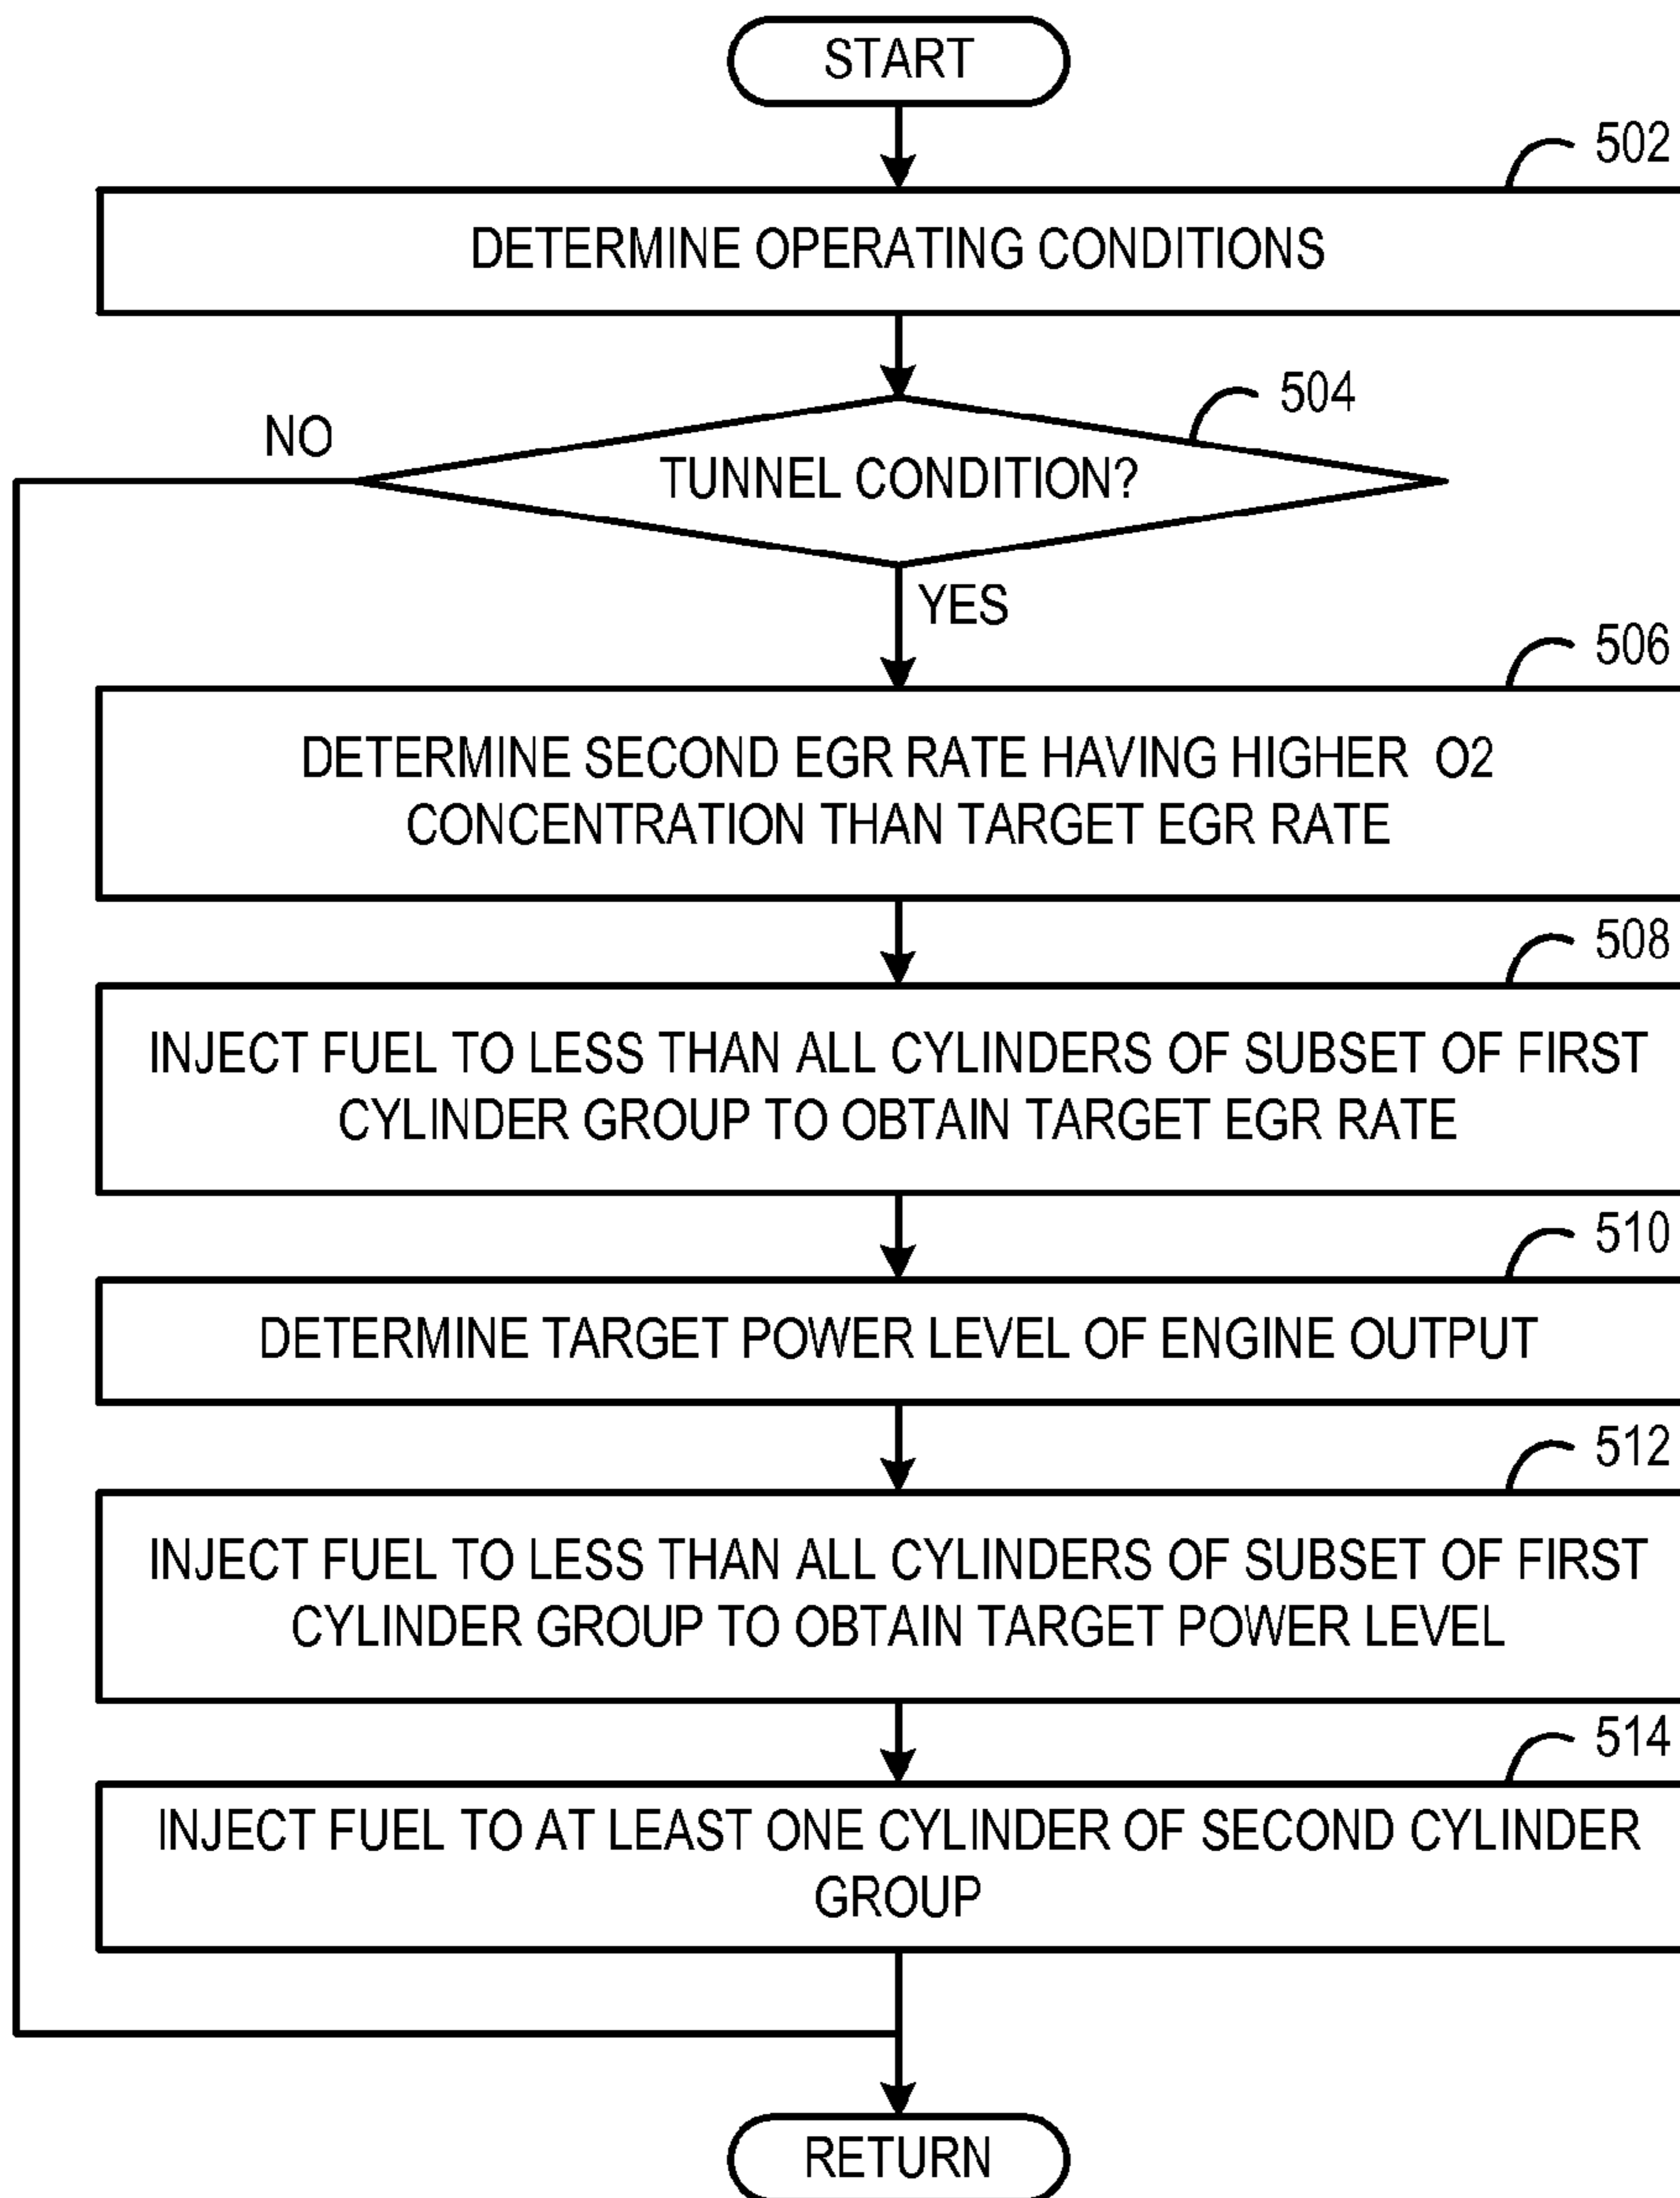 START
502
DETERMINE OPERATING CONDITIONS
504
NO
TUNNEL CONDITION?
YES
506
DETERMINE SECOND EGR RATE HAVING HIGHER O2
CONCENTRATION THAN TARGET EGR RATE
508
INJECT FUEL TO LESS THAN ALL CYLINDERS OF SUBSET OF FIRST
CYLINDER GROUP TO OBTAIN TARGET EGR RATE
510
DETERMINE TARGET POWER LEVEL OF ENGINE OUTPUT
512
INJECT FUEL TO LESS THAN ALL CYLINDERS OF SUBSET OF FIRST
CYLINDER GROUP TO OBTAIN TARGET POWER LEVEL
514
INJECT FUEL TO AT LEAST ONE CYLINDER OF SECOND CYLINDER
GROUP
RETURN